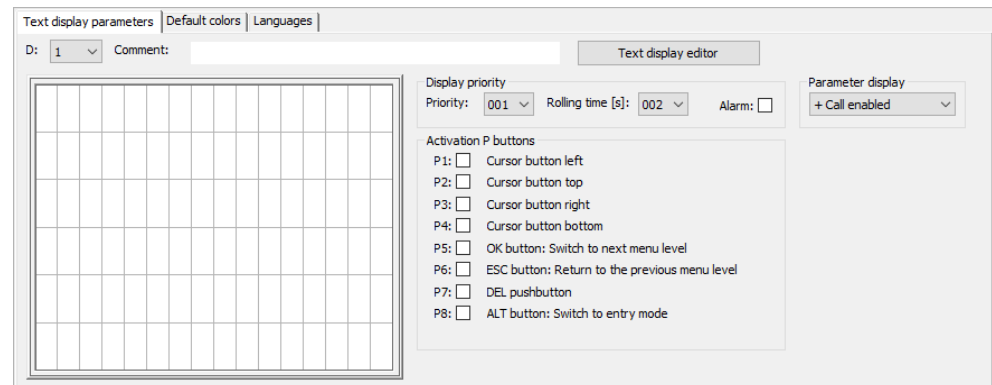 Text display parameters Default colors Languages
D: 1 Comment: Text display editor
Display priority
Priority: 001 Rolling time [s]: 002 Alarm:
Parameter display
+ Call enabled
Activation P buttons
P1: Cursor button left
P2: Cursor button top
P3: Cursor button right
P4: Cursor button bottom
P5: OK button: Switch to next menu level
P6: ESC button: Return to the previous menu level
P7: DEL pushbutton
P8: ALT button: Switch to entry mode